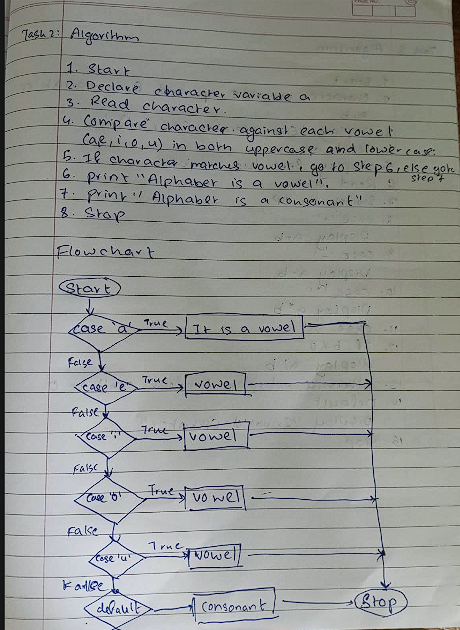 Task 2: Algorithm
1. Start
2. Declare character variable a
3. Read character.
4. Compare character against each vowel
(a,e,i,o,u) in both uppercase and lowercase.
5. If character matches vowel, go to step 6, else goto
step 7
6. print "Alphabet is a vowel".
7. print "Alphabet is a consonant"
8. Stop
Flowchart
Start
case 'a' True It is a vowel
False
case 'e' True vowel
False
case 'i' True vowel
False
case 'o' True vowel
False
case 'u' True vowel
False
default consonant Stop